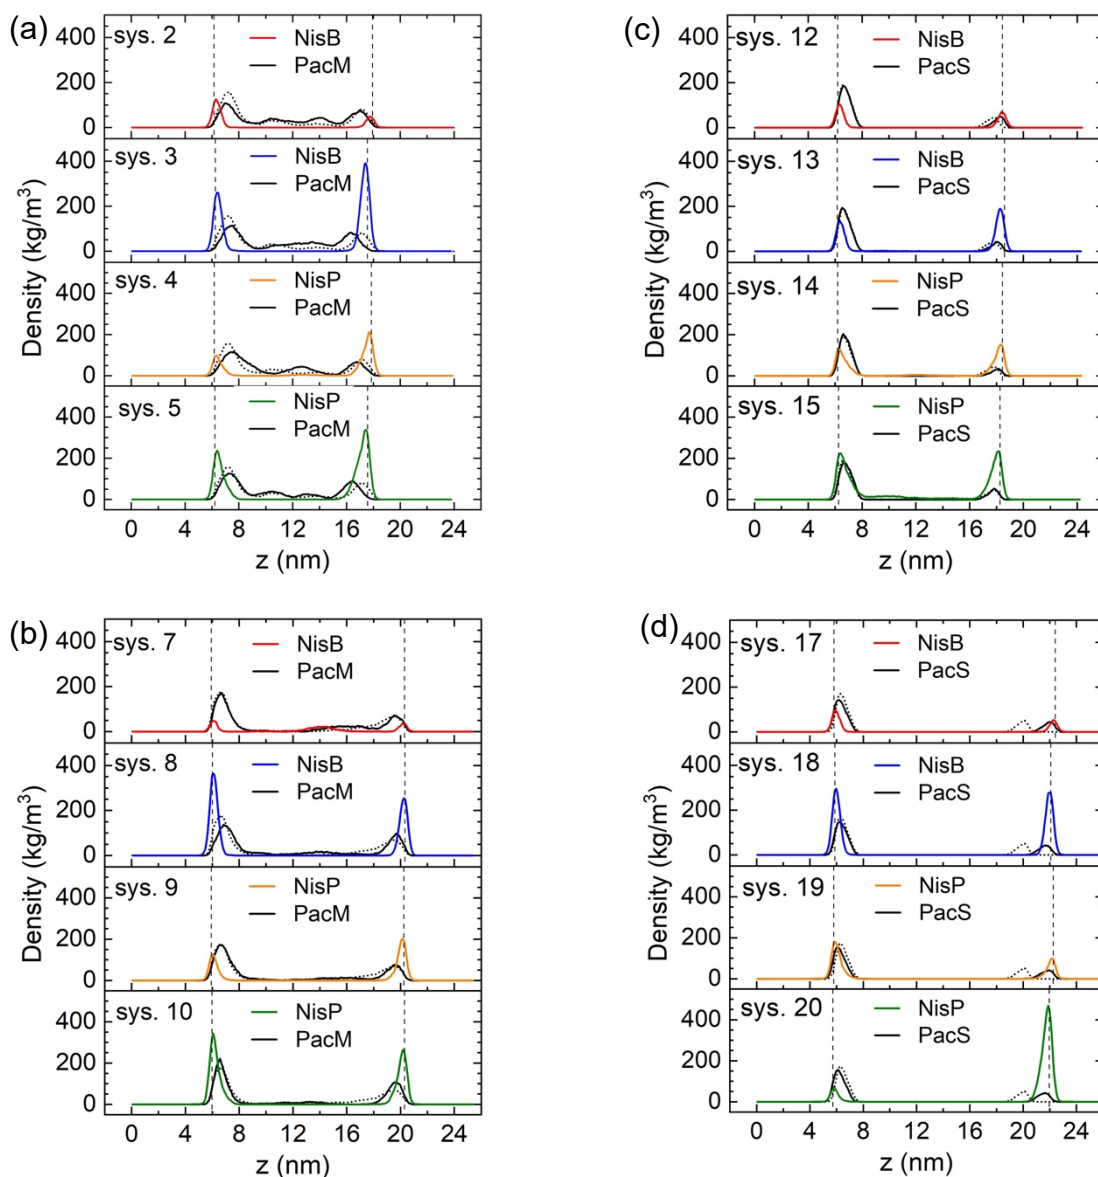 (a)
sys. 2
NisB
PacM
400
200
0
sys. 3
NisB
PacM
400
200
0
sys. 4
NisP
PacM
400
200
0
sys. 5
NisP
PacM
400
200
0
Density (kg/m³)
0 4 8 12 16 20 24
z (nm)
(c)
sys. 12
NisB
PacS
400
200
0
sys. 13
NisB
PacS
400
200
0
sys. 14
NisP
PacS
400
200
0
sys. 15
NisP
PacS
400
200
0
Density (kg/m³)
0 4 8 12 16 20 24
z (nm)
(b)
sys. 7
NisB
PacM
400
200
0
sys. 8
NisB
PacM
400
200
0
sys. 9
NisP
PacM
400
200
0
sys. 10
NisP
PacM
400
200
0
Density (kg/m³)
0 4 8 12 16 20 24
z (nm)
(d)
sys. 17
NisB
PacS
400
200
0
sys. 18
NisB
PacS
400
200
0
sys. 19
NisP
PacS
400
200
0
sys. 20
NisP
PacS
400
200
0
Density (kg/m³)
0 4 8 12 16 20 24
z (nm)